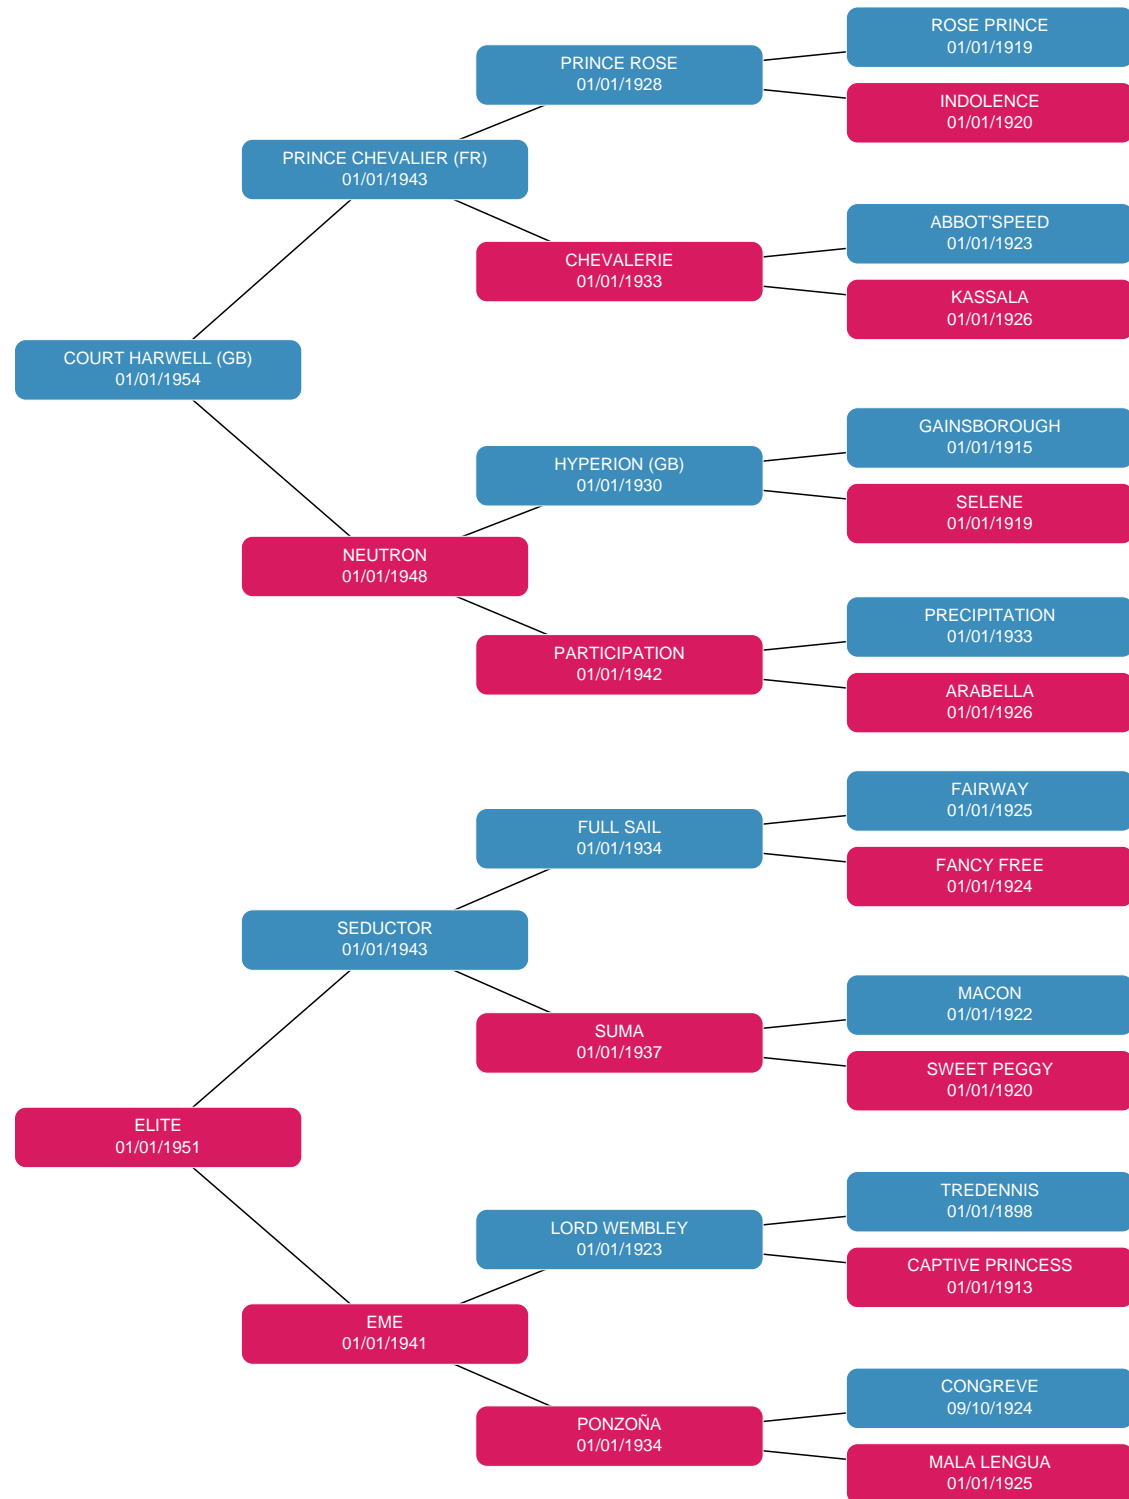 ROSE PRINCE
01/01/1919
PRINCE ROSE
01/01/1928
INDOLENCE
01/01/1920
PRINCE CHEVALIER (FR)
01/01/1943
ABBOT'SPEED
01/01/1923
CHEVALERIE
01/01/1933
KASSALA
01/01/1926
COURT HARWELL (GB)
01/01/1954
GAINSBOROUGH
01/01/1915
HYPERION (GB)
01/01/1930
SELENE
01/01/1919
NEUTRON
01/01/1948
PRECIPITATION
01/01/1933
PARTICIPATION
01/01/1942
ARABELLA
01/01/1926
FAIRWAY
01/01/1925
FULL SAIL
01/01/1934
FANCY FREE
01/01/1924
SEDUCTOR
01/01/1943
MACON
01/01/1922
SUMA
01/01/1937
SWEET PEGGY
01/01/1920
ELITE
01/01/1951
TREDENNIS
01/01/1898
LORD WEMBLEY
01/01/1923
CAPTIVE PRINCESS
01/01/1913
EME
01/01/1941
CONGREVE
09/10/1924
PONZOÑA
01/01/1934
MALA LENGUA
01/01/1925